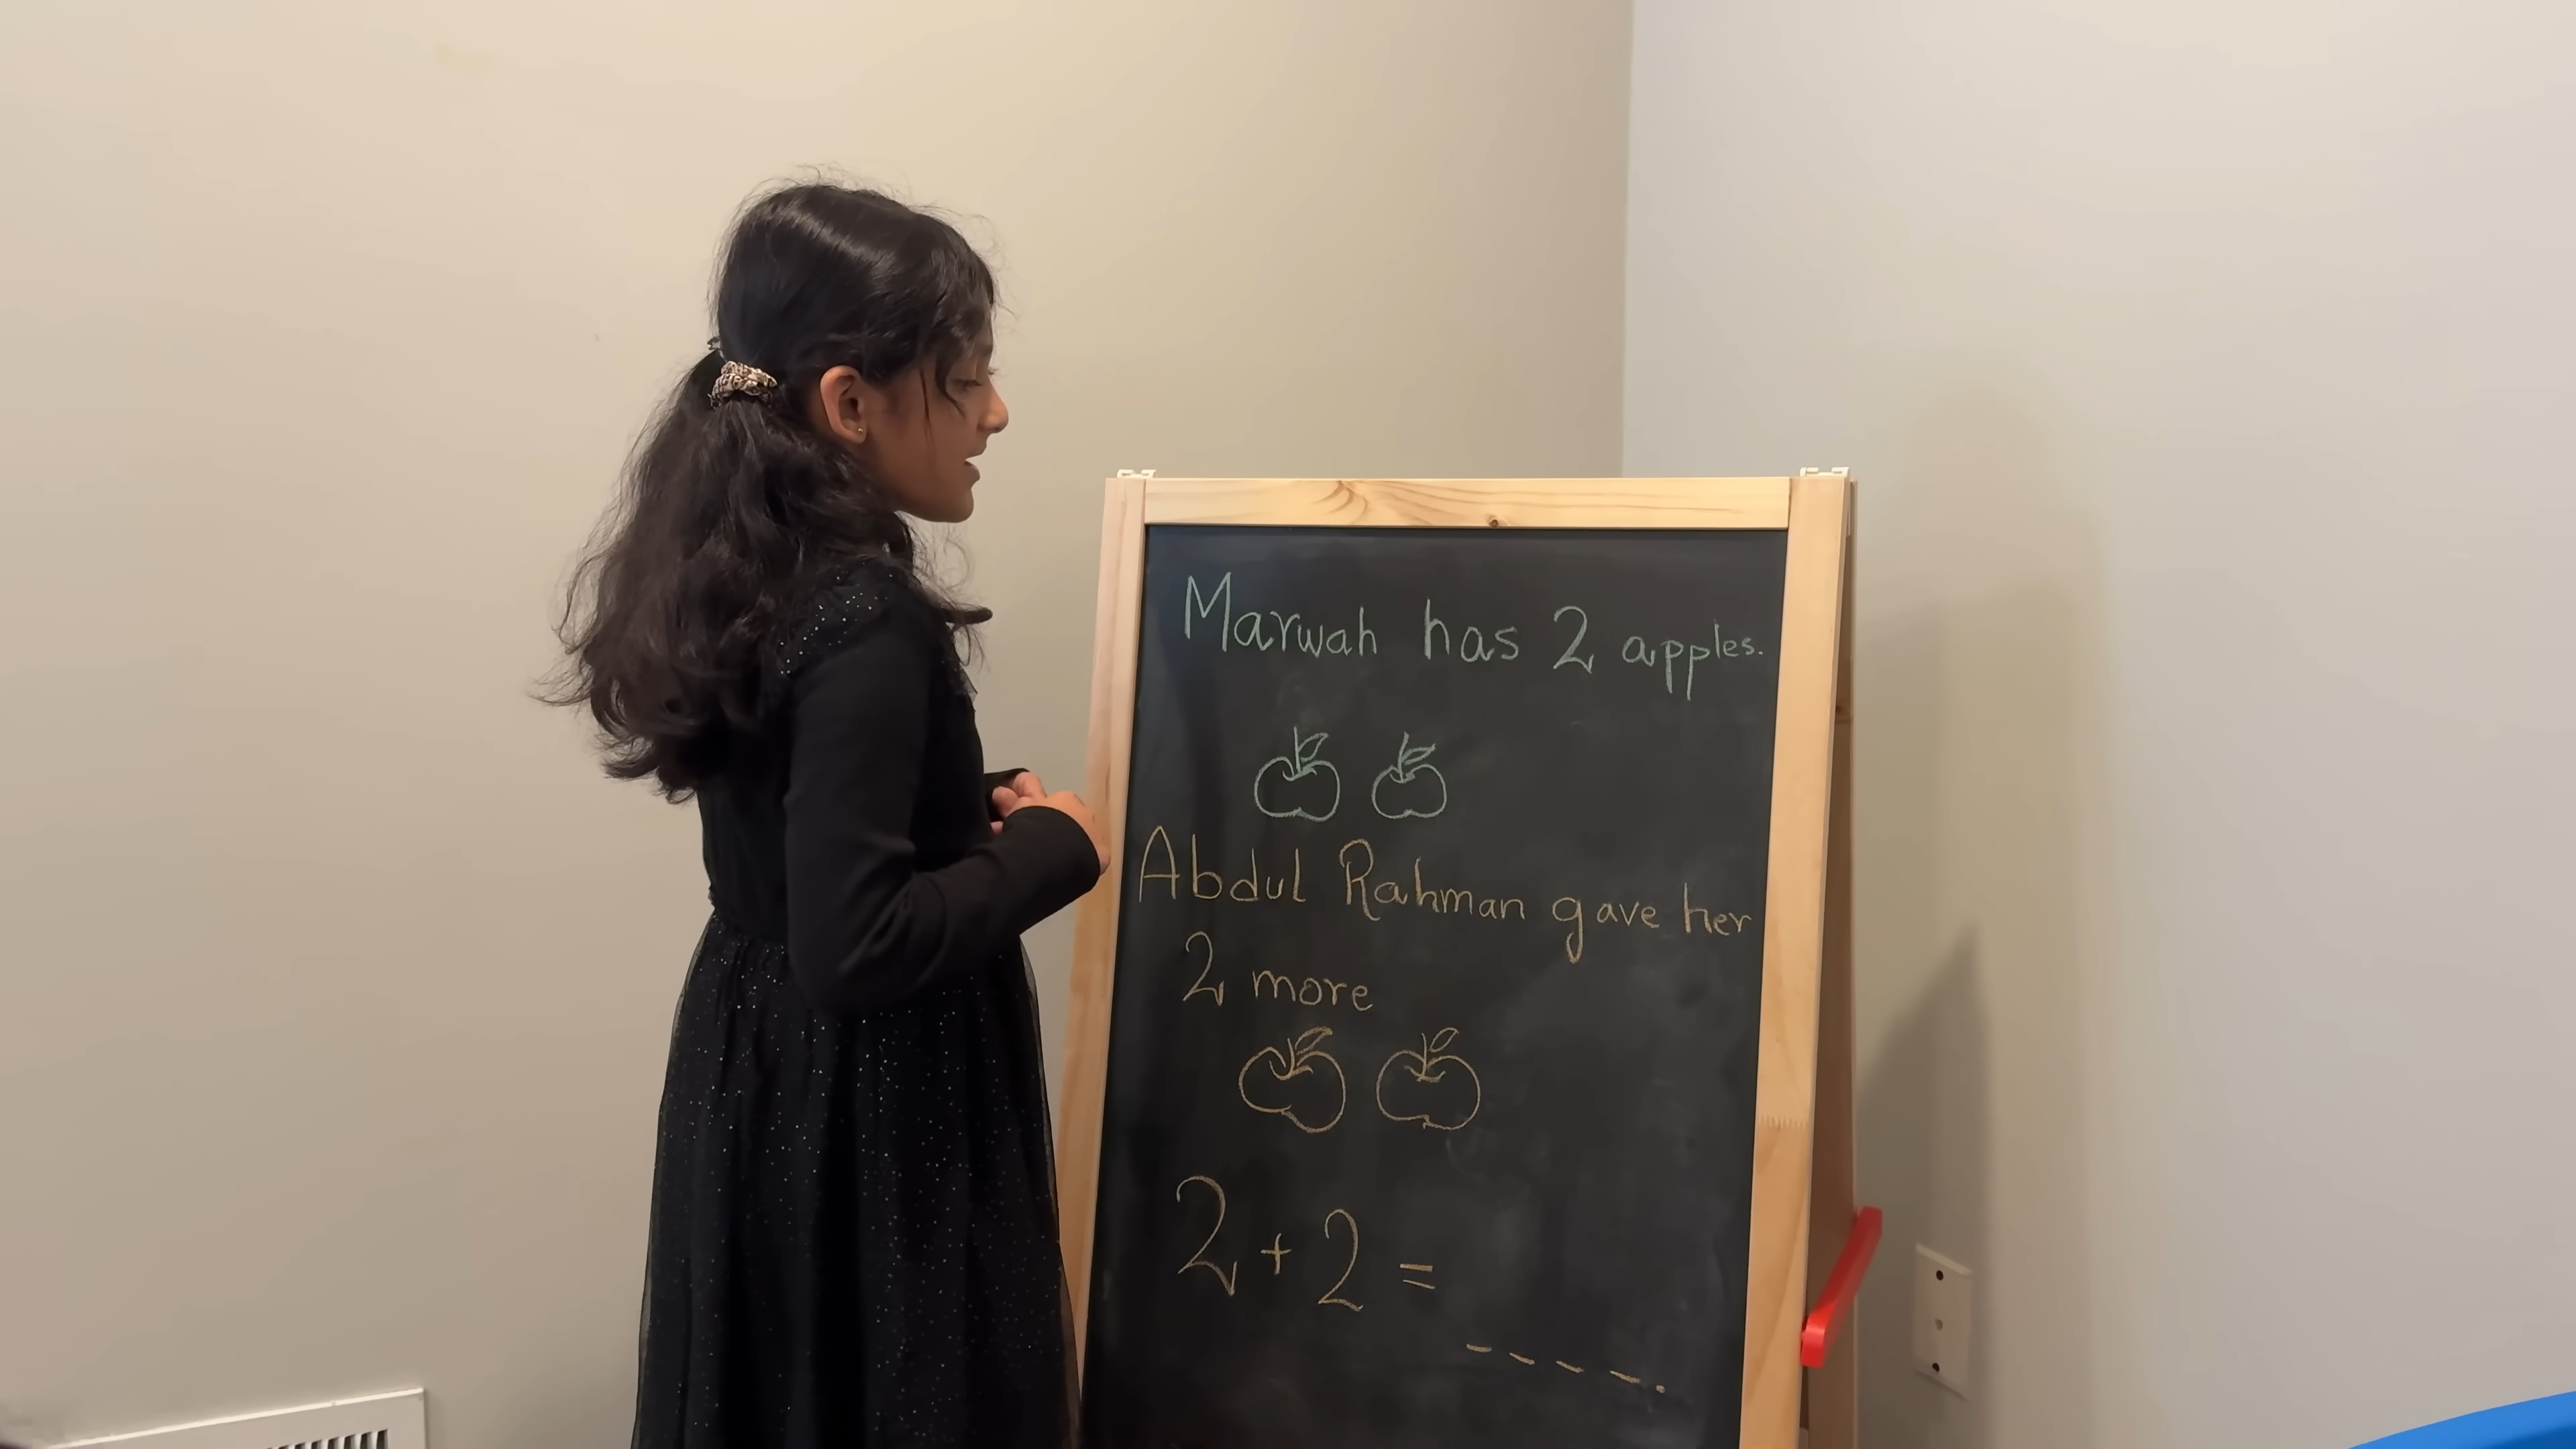 Marwah has 2 apples.
Abdul Rahman gave her
2 more
2 + 2 = ----.